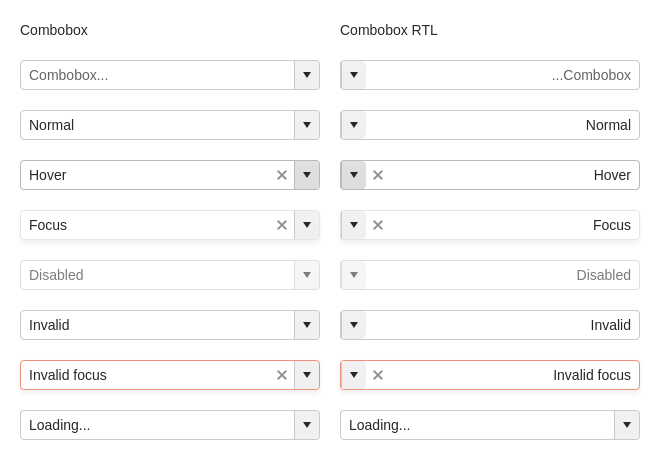 Combobox
Combobox RTL
Combobox...
...Combobox
Normal
Normal
Hover
Hover
Focus
Focus
Disabled
Disabled
Invalid
Invalid
Invalid focus
Invalid focus
Loading...
Loading...